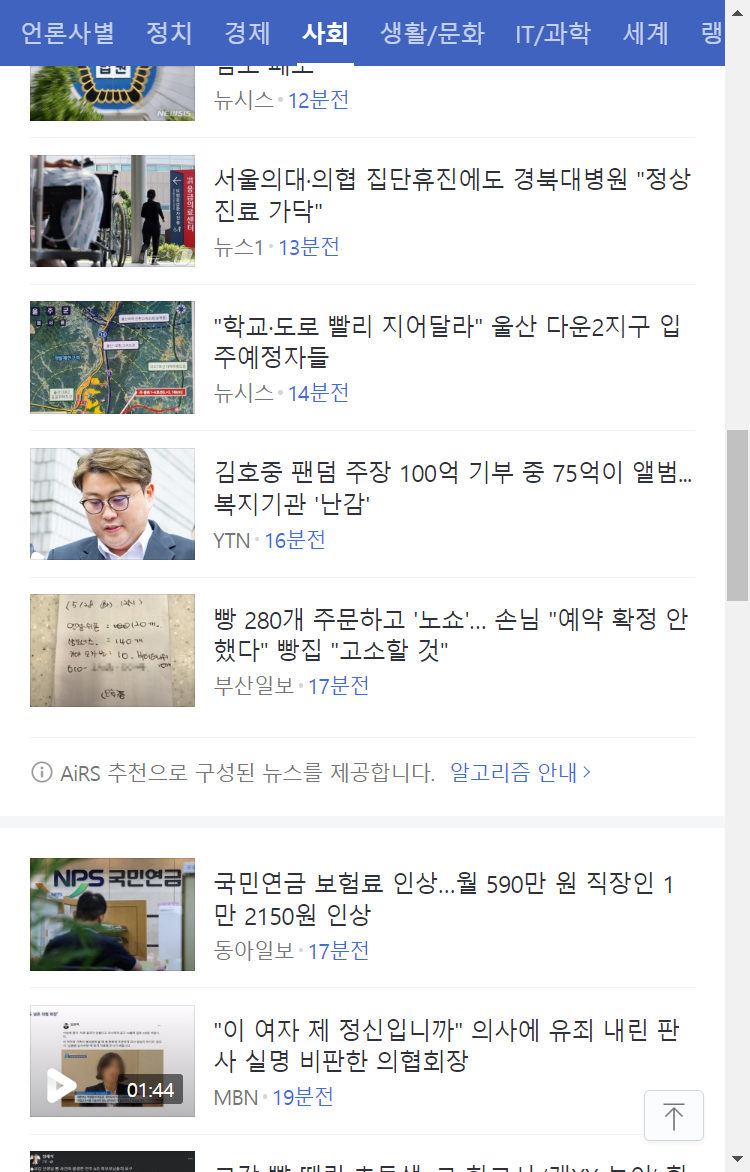 언론사별 정치 경제 사회 생활/문화 IT/과학 세계 랭
법원
NEWSIS
뉴시스 · 12분전
응급의료센터
서울의대·의협 집단휴진에도 경북대병원 "정상
진료 가닥"
뉴스1 · 13분전
울주군
"학교·도로 빨리 지어달라" 울산 다운2지구 입
주예정자들
뉴시스 · 14분전
김호중 팬덤 주장 100억 기부 중 75억이 앨범...
복지기관 '난감'
YTN · 16분전
빵 280개 주문하고 '노쇼'... 손님 "예약 확정 안
했다" 빵집 "고소할 것"
부산일보 · 17분전
AiRS 추천으로 구성된 뉴스를 제공합니다. 알고리즘 안내 >
NPS 국민연금
국민연금 보험료 인상...월 590만 원 직장인 1
만 2150원 인상
동아일보 · 17분전
01:44
"이 여자 제 정신입니까" 의사에 유죄 내린 판
사 실명 비판한 의협회장
MBN · 19분전